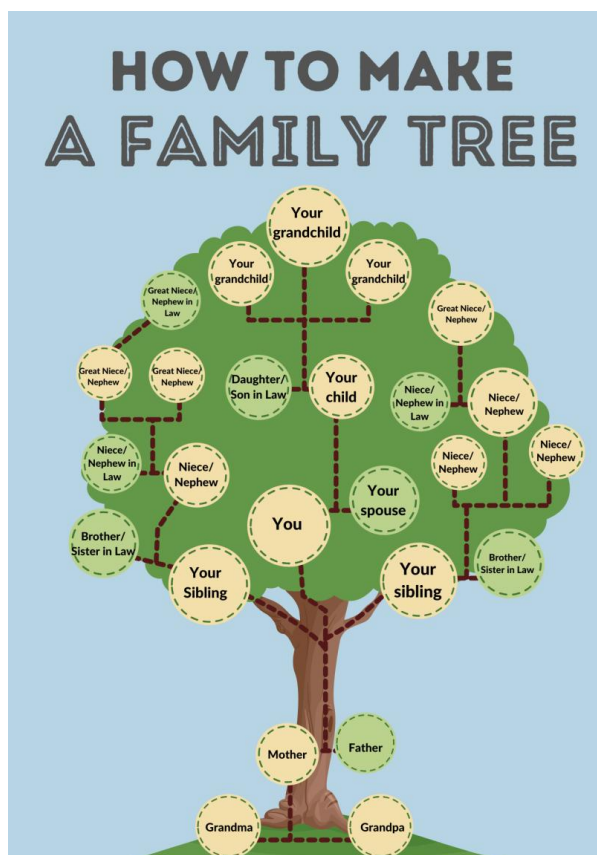 HOW TO MAKE
A FAMILY TREE
Your
grandchild
Your
grandchild
Your
grandchild
Great Niece/
Nephew in
Law
Great Niece/
Nephew
Great Niece/
Nephew
Great Niece/
Nephew
Daughter/
Son in Law
Your
child
Niece/
Nephew in
Law
Niece/
Nephew
Niece/
Nephew in
Law
Niece/
Nephew
Niece/
Nephew
Niece/
Nephew
You
Your
spouse
Brother/
Sister in Law
Your
Sibling
Your
sibling
Brother/
Sister in Law
Mother
Father
Grandma
Grandpa